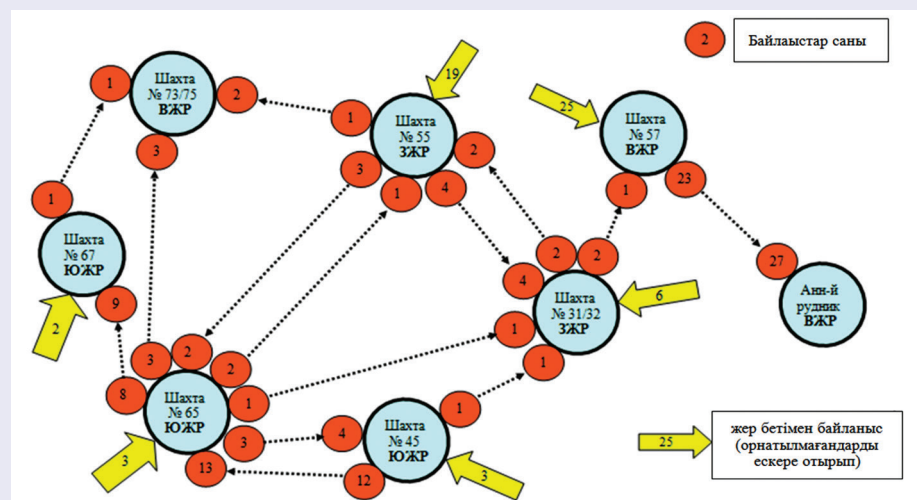 2
Байлаыстар саны
19
25
1
Шахта
№ 73/75
ВЖР
2
3
1
Шахта
№ 55
ЗЖР
2
3
1
4
Шахта
№ 57
ВЖР
1
23
1
Шахта
№ 67
ЮЖР
9
2
2
2
4
Шахта
№ 31/32
ЗЖР
1
1
6
27
Анн-й
рудник
ВЖР
8
3
2
2
1
3
13
Шахта
№ 65
ЮЖР
3
4
Шахта
№ 45
ЮЖР
1
12
3
25
жер бетімен байланс
(орнатылмағандарды
ескере отырып)